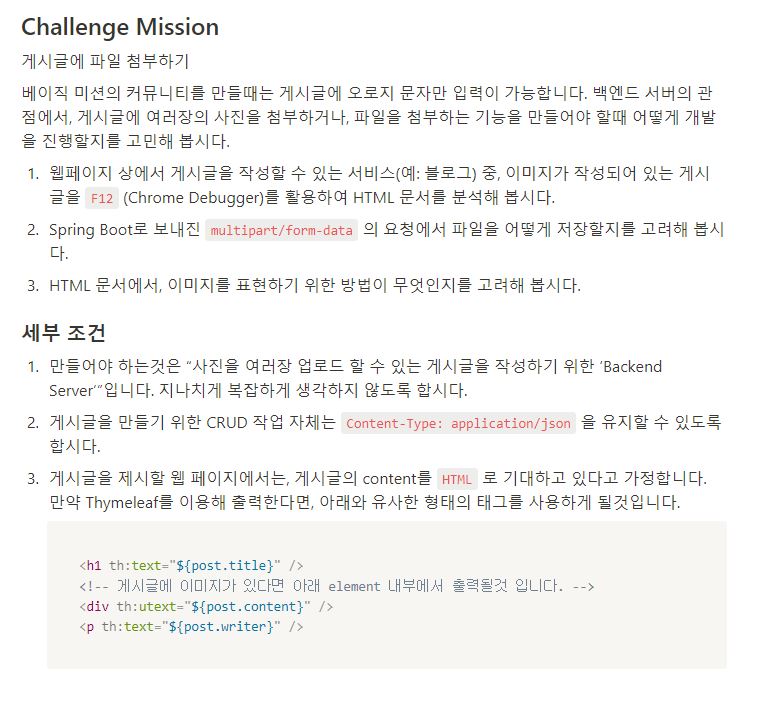 Challenge Mission
게시글에 파일 첨부하기
베이직 미션의 커뮤니티를 만들때는 게시글에 오로지 문자만 입력이 가능합니다. 백엔드 서버의 관
점에서, 게시글에 여러장의 사진을 첨부하거나, 파일을 첨부하는 기능을 만들어야 할때 어떻게 개발
을 진행할지를 고민해 봅시다.
1. 웹페이지 상에서 게시글을 작성할 수 있는 서비스(예: 블로그) 중, 이미지가 작성되어 있는 게시
글을 F12 (Chrome Debugger)를 활용하여 HTML 문서를 분석해 봅시다.
2. Spring Boot로 보내진 multipart/form-data 의 요청에서 파일을 어떻게 저장할지를 고려해 봅시
다.
3. HTML 문서에서, 이미지를 표현하기 위한 방법이 무엇인지를 고려해 봅시다.
세부 조건
1. 만들어야 하는것은 “사진을 여러장 업로드 할 수 있는 게시글을 작성하기 위한 ‘Backend
Server’”입니다. 지나치게 복잡하게 생각하지 않도록 합시다.
2. 게시글을 만들기 위한 CRUD 작업 자체는 Content-Type: application/json 을 유지할 수 있도록
합시다.
3. 게시글을 제시할 웹 페이지에서는, 게시글의 content를 HTML 로 기대하고 있다고 가정합니다.
만약 Thymeleaf를 이용해 출력한다면, 아래와 유사한 형태의 태그를 사용하게 될것입니다.
<h1 th:text="${post.title}" />
<!-- 게시글에 이미지가 있다면 아래 element 내부에서 출력될것 입니다. -->
<div th:utext="${post.content}" />
<p th:text="${post.writer}" />